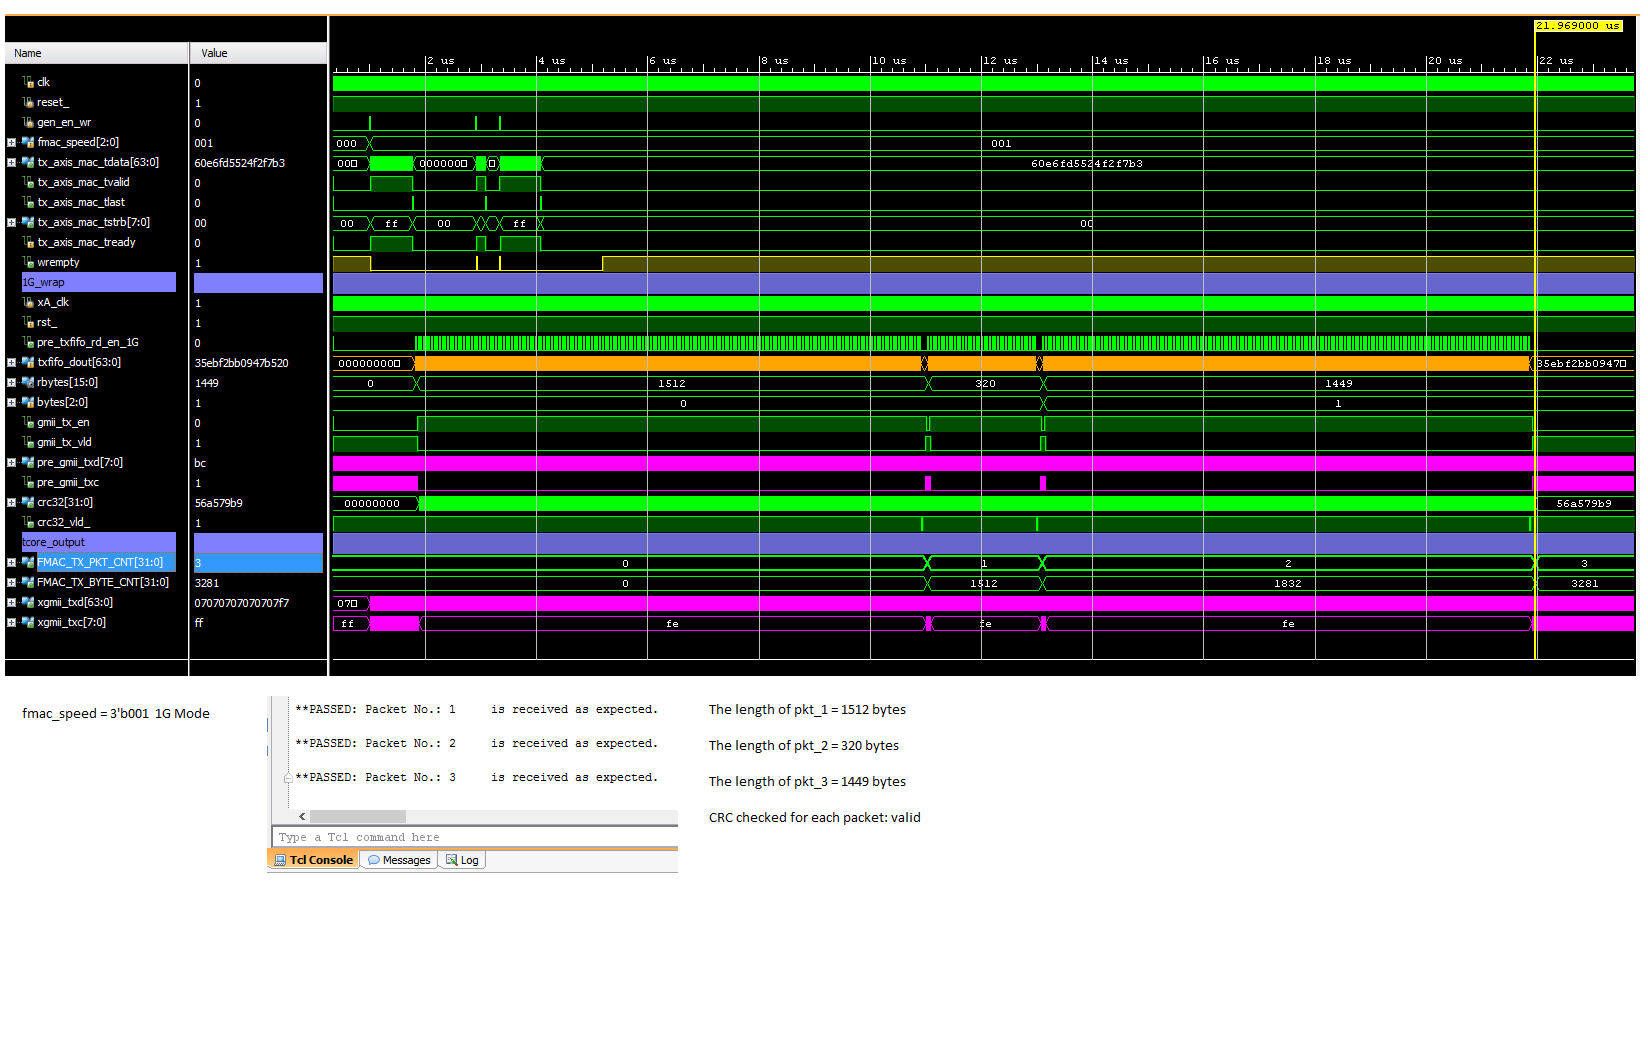 21.969000 us
Name Value
2 us 4 us 6 us 8 us 10 us 12 us 14 us 16 us 18 us 20 us 22 us
clk 0
reset_ 1
gen_en_wr 0
fmac_speed[2:0] 001 000 001
tx_axis_mac_tdata[63:0] 60e6fd5524f2f7b3 00 000000 60e6fd5524f2f7b3
tx_axis_mac_tvalid 0
tx_axis_mac_tlast 0
tx_axis_mac_tstrb[7:0] 00 00 ff 00 ff 00
tx_axis_mac_tready 0
wrempty 1
1G_wrap
xA_clk 1
rst_ 1
pre_txfifo_rd_en_1G 0
txfifo_dout[63:0] 35ebf2bb0947b520 00000000 35ebf2bb0947
rbytes[15:0] 1449 0 1512 320 1449
bytes[2:0] 1 0 1
gmii_tx_en 0
gmii_tx_vld 1
pre_gmii_txd[7:0] bc
pre_gmii_txc 1
crc32[31:0] 56a579b9 00000000 56a579b9
crc32_vld_ 1
tcore_output
FMAC_TX_PKT_CNT[31:0] 3 0 1 2 3
FMAC_TX_BYTE_CNT[31:0] 3281 0 1512 1832 3281
xgmii_txd[63:0] 07070707070707f7 07
xgmii_txc[7:0] ff ff fe fe fe
fmac_speed = 3'b001 1G Mode
**PASSED: Packet No.: 1 is received as expected.
The length of pkt_1 = 1512 bytes
**PASSED: Packet No.: 2 is received as expected.
The length of pkt_2 = 320 bytes
**PASSED: Packet No.: 3 is received as expected.
The length of pkt_3 = 1449 bytes
CRC checked for each packet: valid
Type a Tcl command here
Tcl Console Messages Log